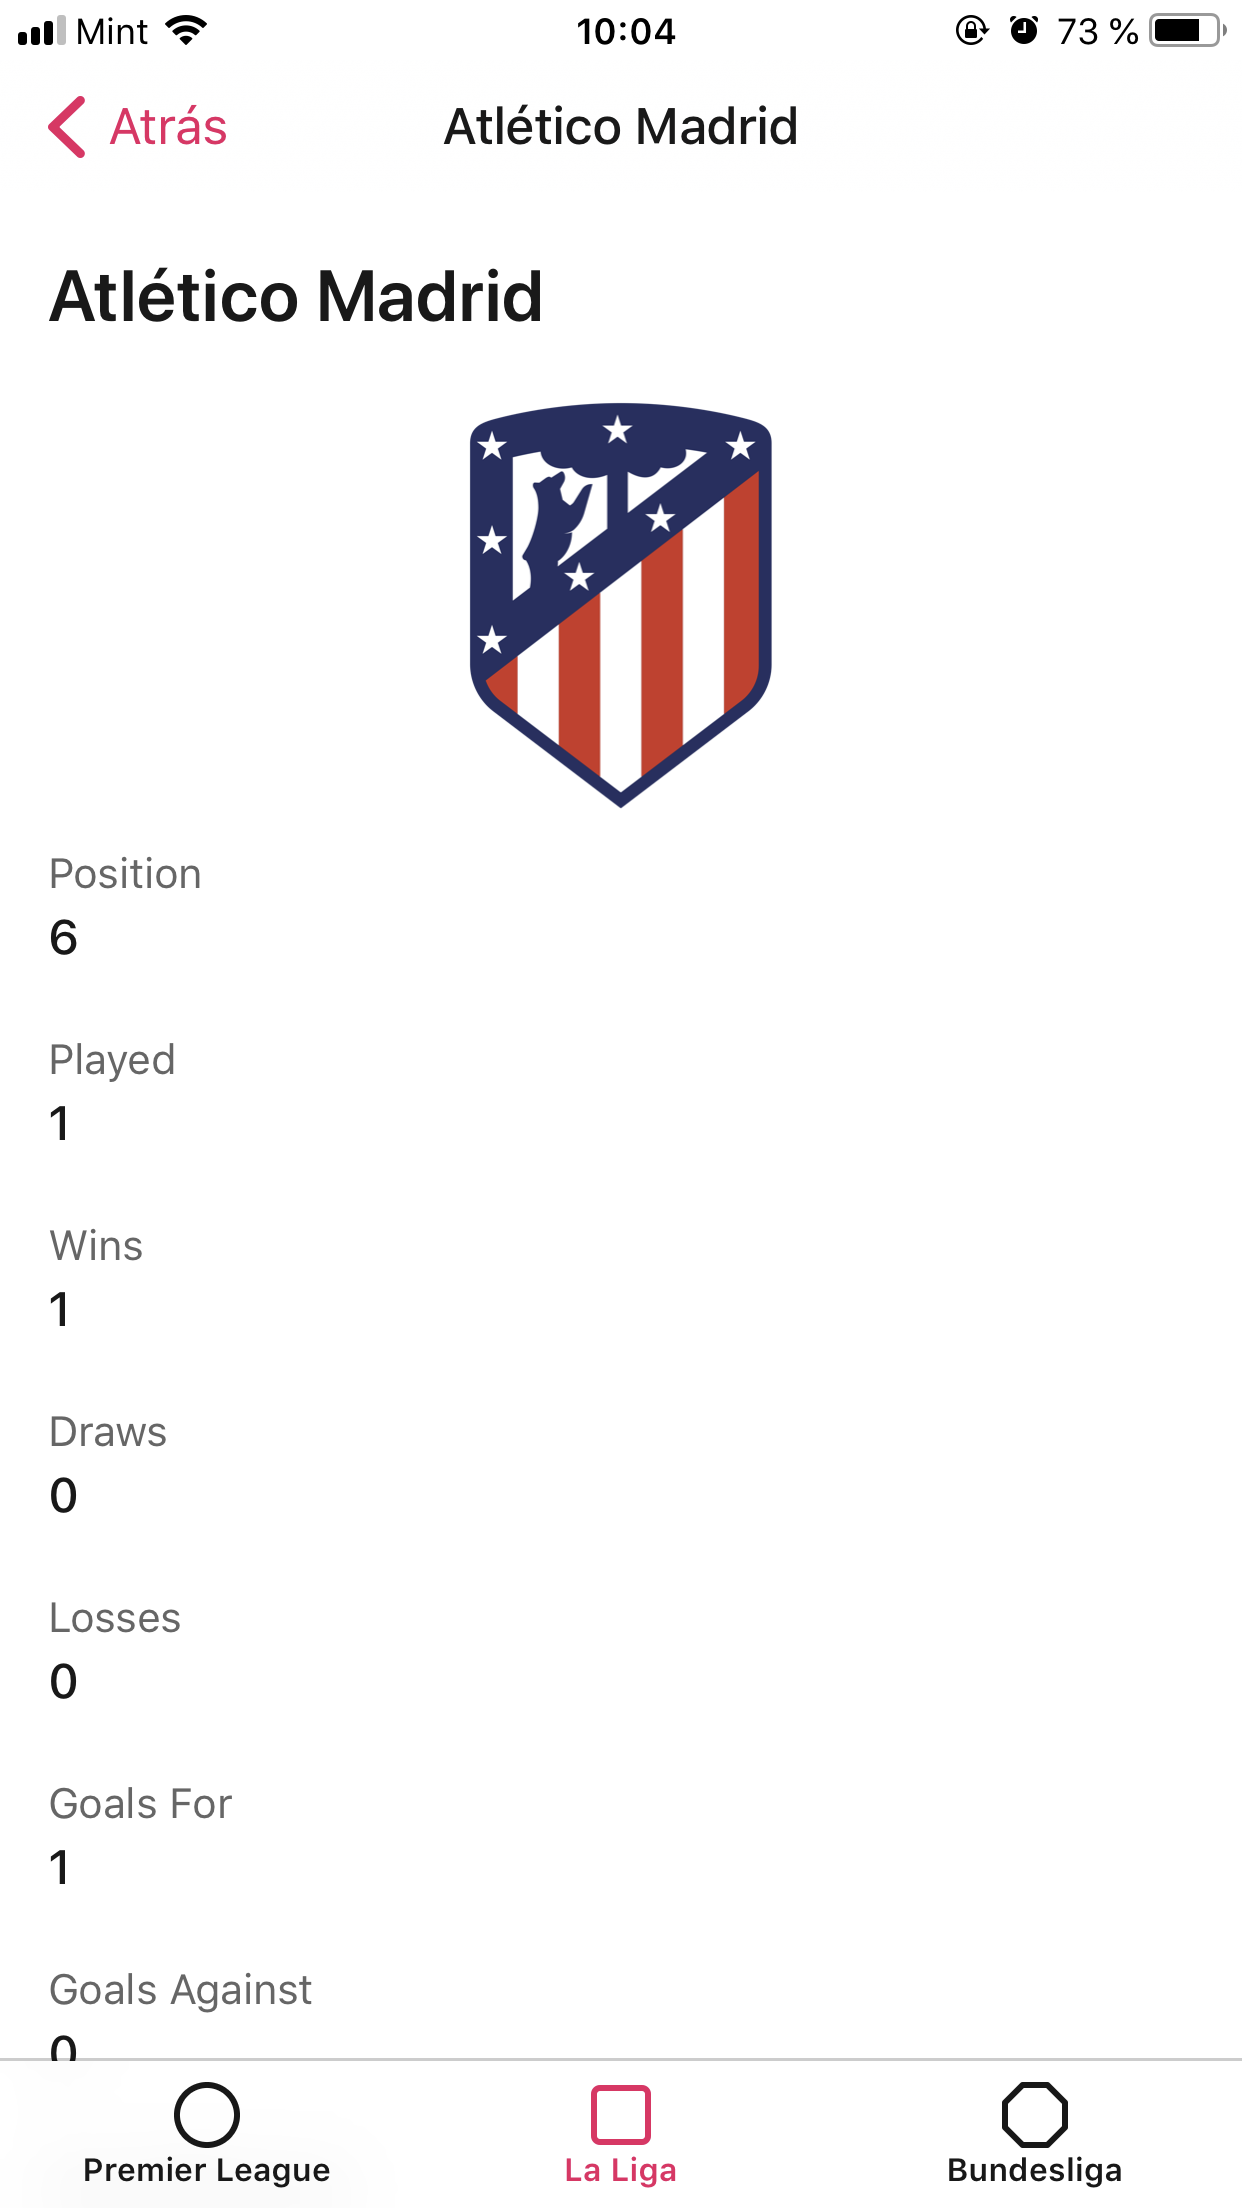 Mint 10:04 73 %
Atrás Atlético Madrid
Atlético Madrid
Position
6
Played
1
Wins
1
Draws
0
Losses
0
Goals For
1
Goals Against
0
Premier League La Liga Bundesliga